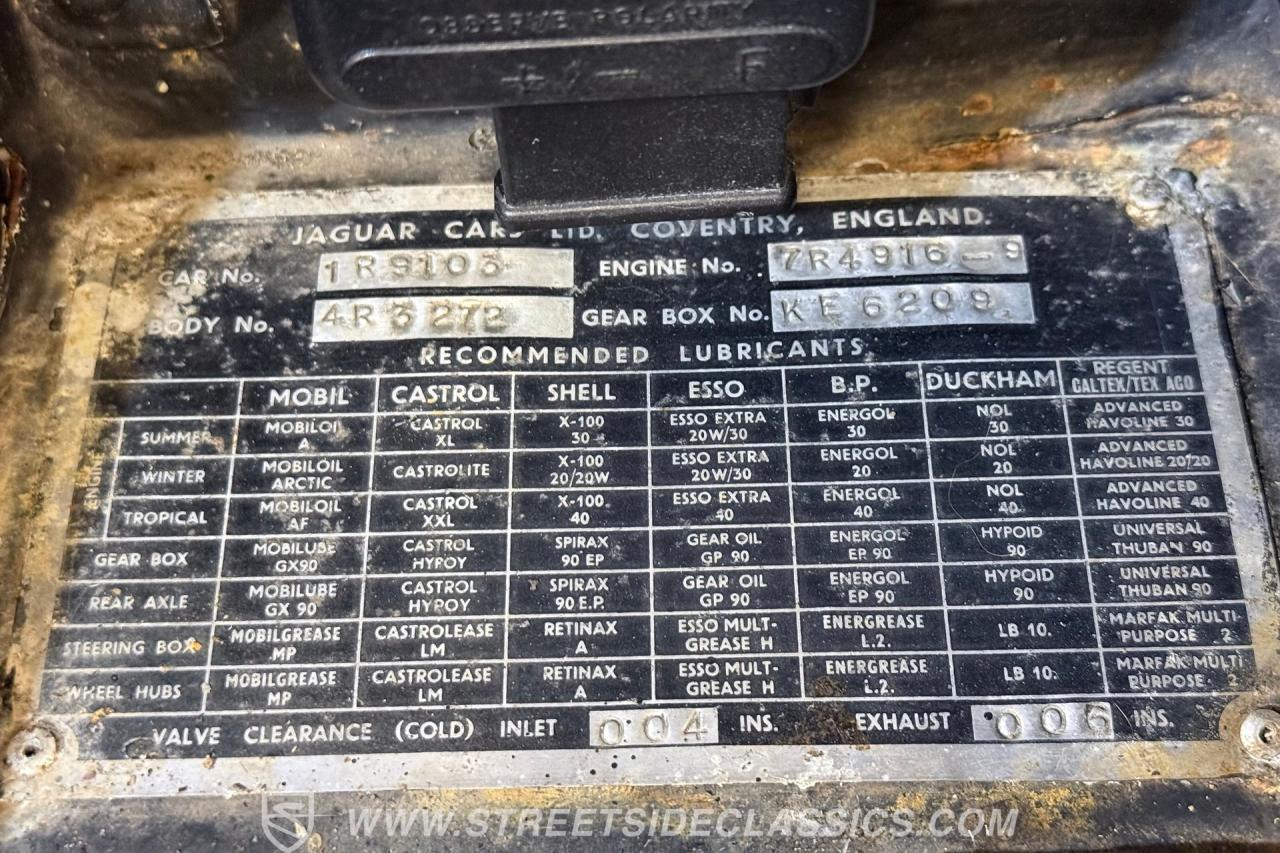 OBSERVE POLARITY
+/- F
JAGUAR CARS LTD. COVENTRY, ENGLAND.
CAR No. 1R9103 ENGINE No. 7R4916-9
BODY No. 4R3272 GEAR BOX No. KE6209
RECOMMENDED LUBRICANTS
MOBIL CASTROL SHELL ESSO B.P. DUCKHAM REGENT CALTEX/TEXACO
ENGINE
SUMMER MOBILOIL A CASTROL XL X-100 30 ESSO EXTRA 20W/30 ENERGOL 30 NOL 30 ADVANCED HAVOLINE 30
WINTER MOBILOIL ARCTIC CASTROLITE X-100 20/20W ESSO EXTRA 20W/30 ENERGOL 20 NOL 20 ADVANCED HAVOLINE 20/20
TROPICAL MOBILOIL AF CASTROL XXL X-100 40 ESSO EXTRA 40 ENERGOL 40 NOL 40 ADVANCED HAVOLINE 40
GEAR BOX MOBILUBE GX90 CASTROL HYPOY SPIRAX 90 EP GEAR OIL GP 90 ENERGOL EP 90 HYPOID 90 UNIVERSAL THUBAN 90
REAR AXLE MOBILUBE GX 90 CASTROL HYPOY SPIRAX 90 E.P. GEAR OIL GP 90 ENERGOL EP 90 HYPOID 90 UNIVERSAL THUBAN 90
STEERING BOX MOBILGREASE MP CASTROLEASE LM RETINAX A ESSO MULT-GREASE H ENERGREASE L.2. LB 10. MARFAK MULTI-PURPOSE 2
WHEEL HUBS MOBILGREASE MP CASTROLEASE LM RETINAX A ESSO MULT-GREASE H ENERGREASE L.2. LB 10. MARFAK MULTI PURPOSE 2
VALVE CLEARANCE (COLD) INLET 004 INS. EXHAUST .006 INS.
WWW.STREETSIDECLASSICS.COM